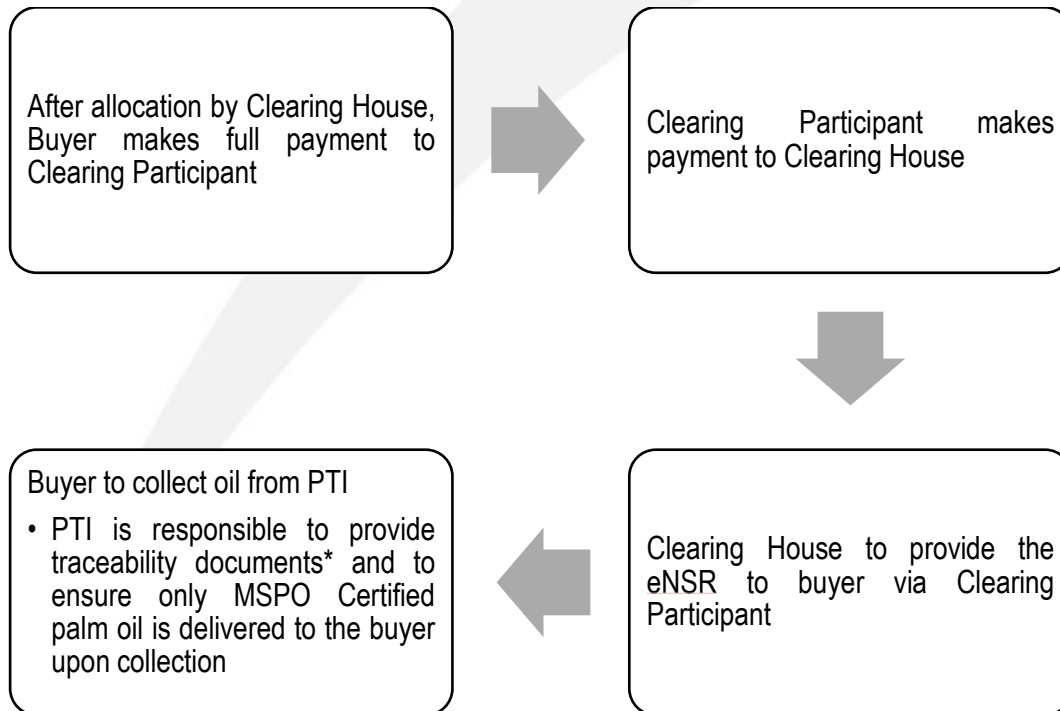 After allocation by Clearing House,
Buyer makes full payment to
Clearing Participant
Clearing Participant makes
payment to Clearing House
Clearing House to provide the
eNSR to buyer via Clearing
Participant
Buyer to collect oil from PTI
• PTI is responsible to provide
traceability documents* and to
ensure only MSPO Certified
palm oil is delivered to the buyer
upon collection